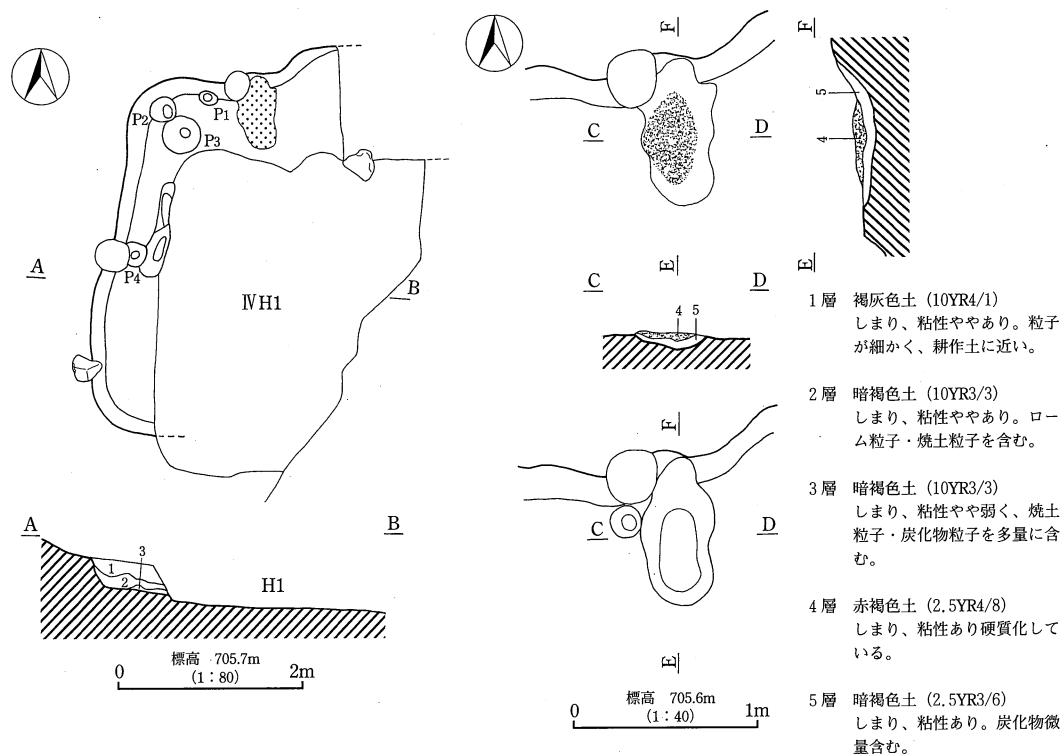 P1
P2
P3
P4
A
B
ⅣH1
A
B
1
2
3
H1
標高 705.7m
(1:80)
0
2m
F
C
D
E
F
5
4
E
C
D
4
5
F
C
D
E
標高 705.6m
(1:40)
0
1m
1層 褐灰色土 (10YR4/1)
しまり、粘性ややあり。粒子
が細かく、耕作土に近い。
2層 暗褐色土 (10YR3/3)
しまり、粘性ややあり。ロー
ム粒子・焼土粒子を含む。
3層 暗褐色土 (10YR3/3)
しまり、粘性やや弱く、焼土
粒子・炭化物粒子を多量に含
む。
4層 赤褐色土 (2.5YR4/8)
しまり、粘性あり硬質化して
いる。
5層 暗褐色土 (2.5YR3/6)
しまり、粘性あり。炭化物微
量含む。